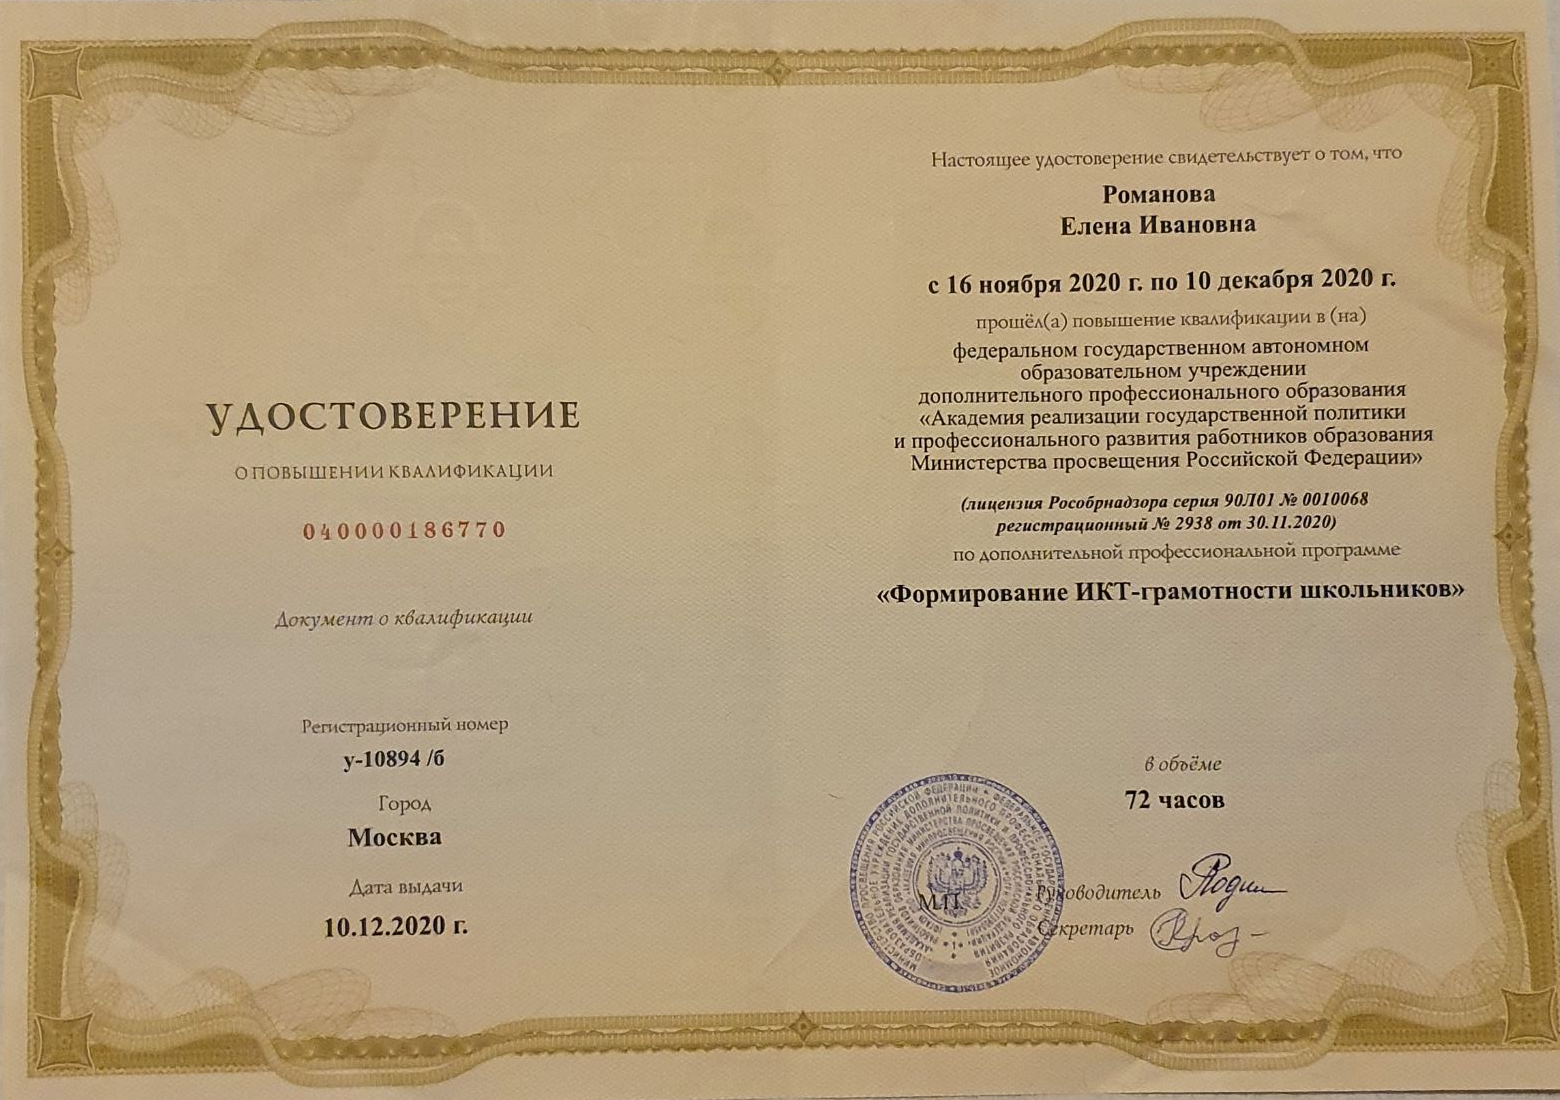 УДОСТОВЕРЕНИЕ
О ПОВЫШЕНИИ КВАЛИФИКАЦИИ
040000186770
Документ о квалификации
Регистрационный номер
у-10894 /б
Город
Москва
Дата выдачи
10.12.2020 г.
Настоящее удостоверение свидетельствует о том, что
Романова
Елена Ивановна
с 16 ноября 2020 г. по 10 декабря 2020 г.
прошёл(а) повышение квалификации в (на)
федеральном государственном автономном
образовательном учреждении
дополнительного профессионального образования
«Академия реализации государственной политики
и профессионального развития работников образования
Министерства просвещения Российской Федерации»
(лицензия Рособрнадзора серия 90Л01 № 0010068
регистрационный № 2938 от 30.11.2020)
по дополнительной профессиональной программе
«Формирование ИКТ-грамотности школьников»
в объёме
72 часов
М.П.
Руководитель
Секретарь